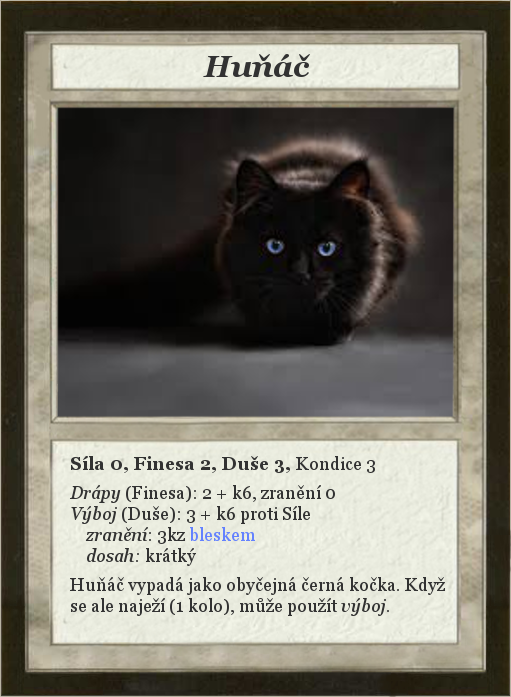 Huňáč
Síla 0, Finesa 2, Duše 3, Kondice 3
Drápy (Finesa): 2 + k6, zranění 0
Výboj (Duše): 3 + k6 proti Síle
zranění: 3kz bleskem
dosah: krátký
Huňáč vypadá jako obyčejná černá kočka. Když
se ale naježí (1 kolo), může použít výboj.